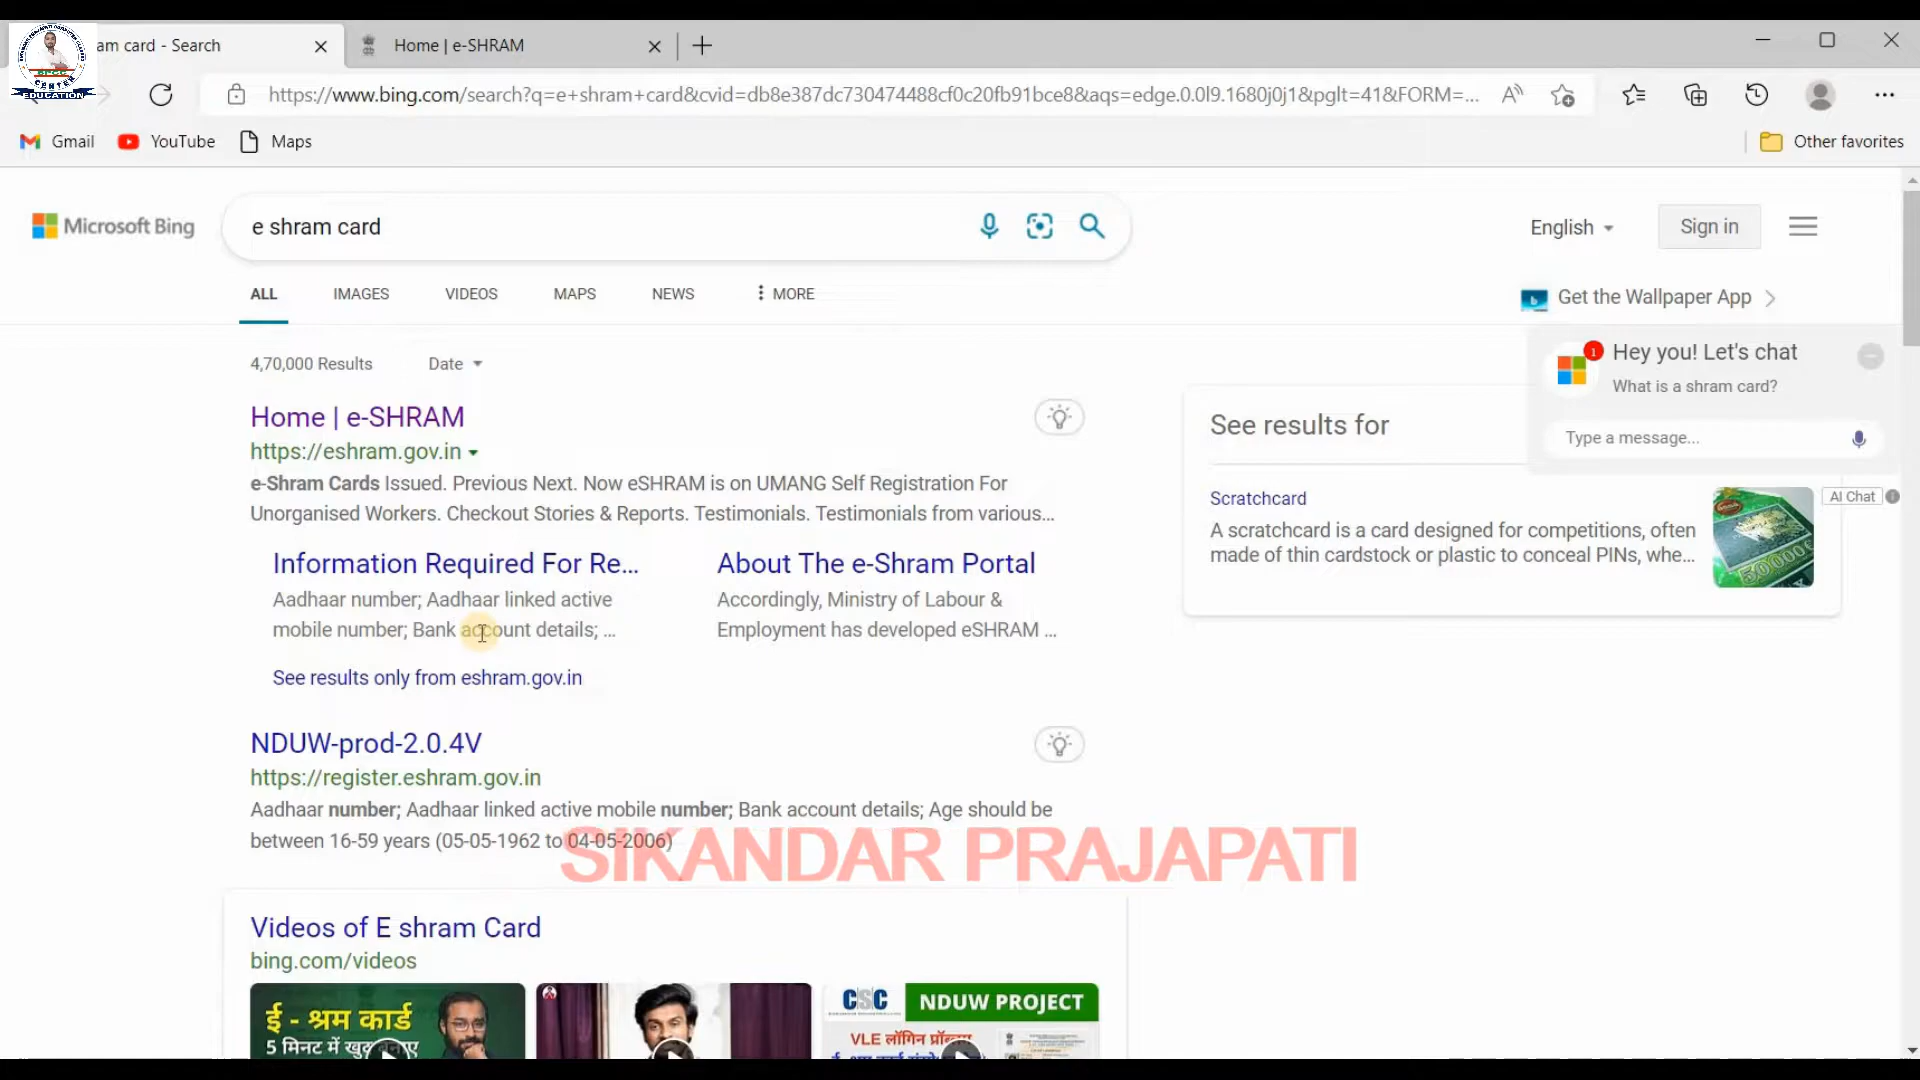 am card - Search
Home | e-SHRAM
CENTER
EDUCATION
https://www.bing.com/search?q=e+shram+card&cvid=db8e387dc730474488cf0c20fb91bce8&aqs=edge.0.0l9.1680j0j1&pglt=41&FORM=...
Gmail
YouTube
Maps
Other favorites
Microsoft Bing
e shram card
English
Sign in
ALL
IMAGES
VIDEOS
MAPS
NEWS
MORE
Get the Wallpaper App
4,70,000 Results
Date
1
Hey you! Let's chat
What is a shram card?
Type a message...
AI Chat
Home | e-SHRAM
https://eshram.gov.in
e-Shram Cards Issued. Previous Next. Now eSHRAM is on UMANG Self Registration For
Unorganised Workers. Checkout Stories & Reports. Testimonials. Testimonials from various...
See results for
Scratchcard
A scratchcard is a card designed for competitions, often
made of thin cardstock or plastic to conceal PINs, whe...
Information Required For Re...
Aadhaar number; Aadhaar linked active
mobile number; Bank account details; ...
About The e-Shram Portal
Accordingly, Ministry of Labour &
Employment has developed eSHRAM ...
See results only from eshram.gov.in
NDUW-prod-2.0.4V
https://register.eshram.gov.in
Aadhaar number; Aadhaar linked active mobile number; Bank account details; Age should be
between 16-59 years (05-05-1962 to 04-05-2006)
SIKANDAR PRAJAPATI
Videos of E shram Card
bing.com/videos
ई - श्रम कार्ड
5 मिनट में खुद बनाए
CSC
NDUW PROJECT
VLE लॉगिन प्रॉब्लम